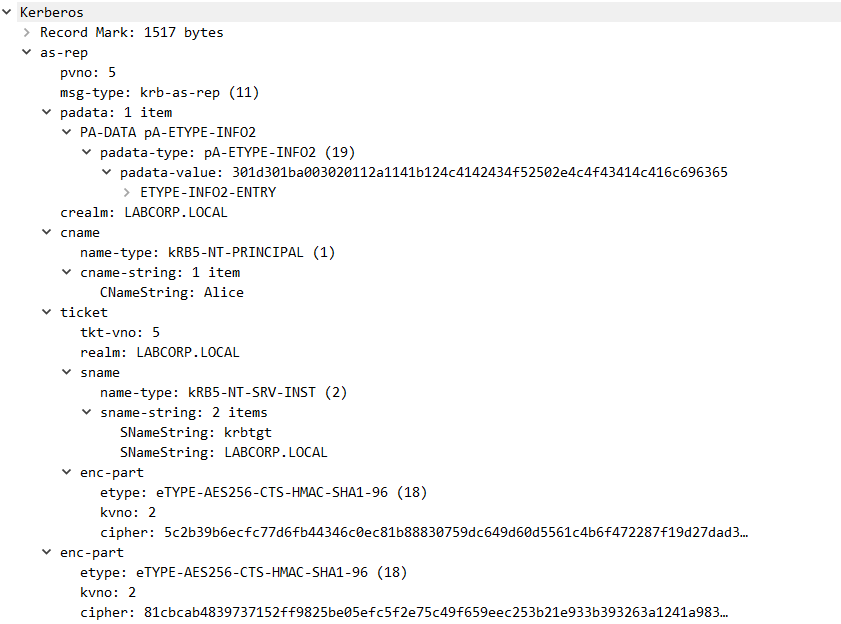 Kerberos
Record Mark: 1517 bytes
as-rep
pvno: 5
msg-type: krb-as-rep (11)
padata: 1 item
PA-DATA pA-ETYPE-INFO2
padata-type: pA-ETYPE-INFO2 (19)
padata-value: 301d301ba003020112a1141b124c4142434f52502e4c4f43414c416c696365
ETYPE-INFO2-ENTRY
crealm: LABCORP.LOCAL
cname
name-type: kRB5-NT-PRINCIPAL (1)
cname-string: 1 item
CNameString: Alice
ticket
tkt-vno: 5
realm: LABCORP.LOCAL
sname
name-type: kRB5-NT-SRV-INST (2)
sname-string: 2 items
SNameString: krbtgt
SNameString: LABCORP.LOCAL
enc-part
etype: eTYPE-AES256-CTS-HMAC-SHA1-96 (18)
kvno: 2
cipher: 5c2b39b6ecfc77d6fb44346c0ec81b88830759dc649d60d5561c4b6f472287f19d27dad3…
enc-part
etype: eTYPE-AES256-CTS-HMAC-SHA1-96 (18)
kvno: 2
cipher: 81cbcab4839737152ff9825be05efc5f2e75c49f659eec253b21e933b393263a1241a983…